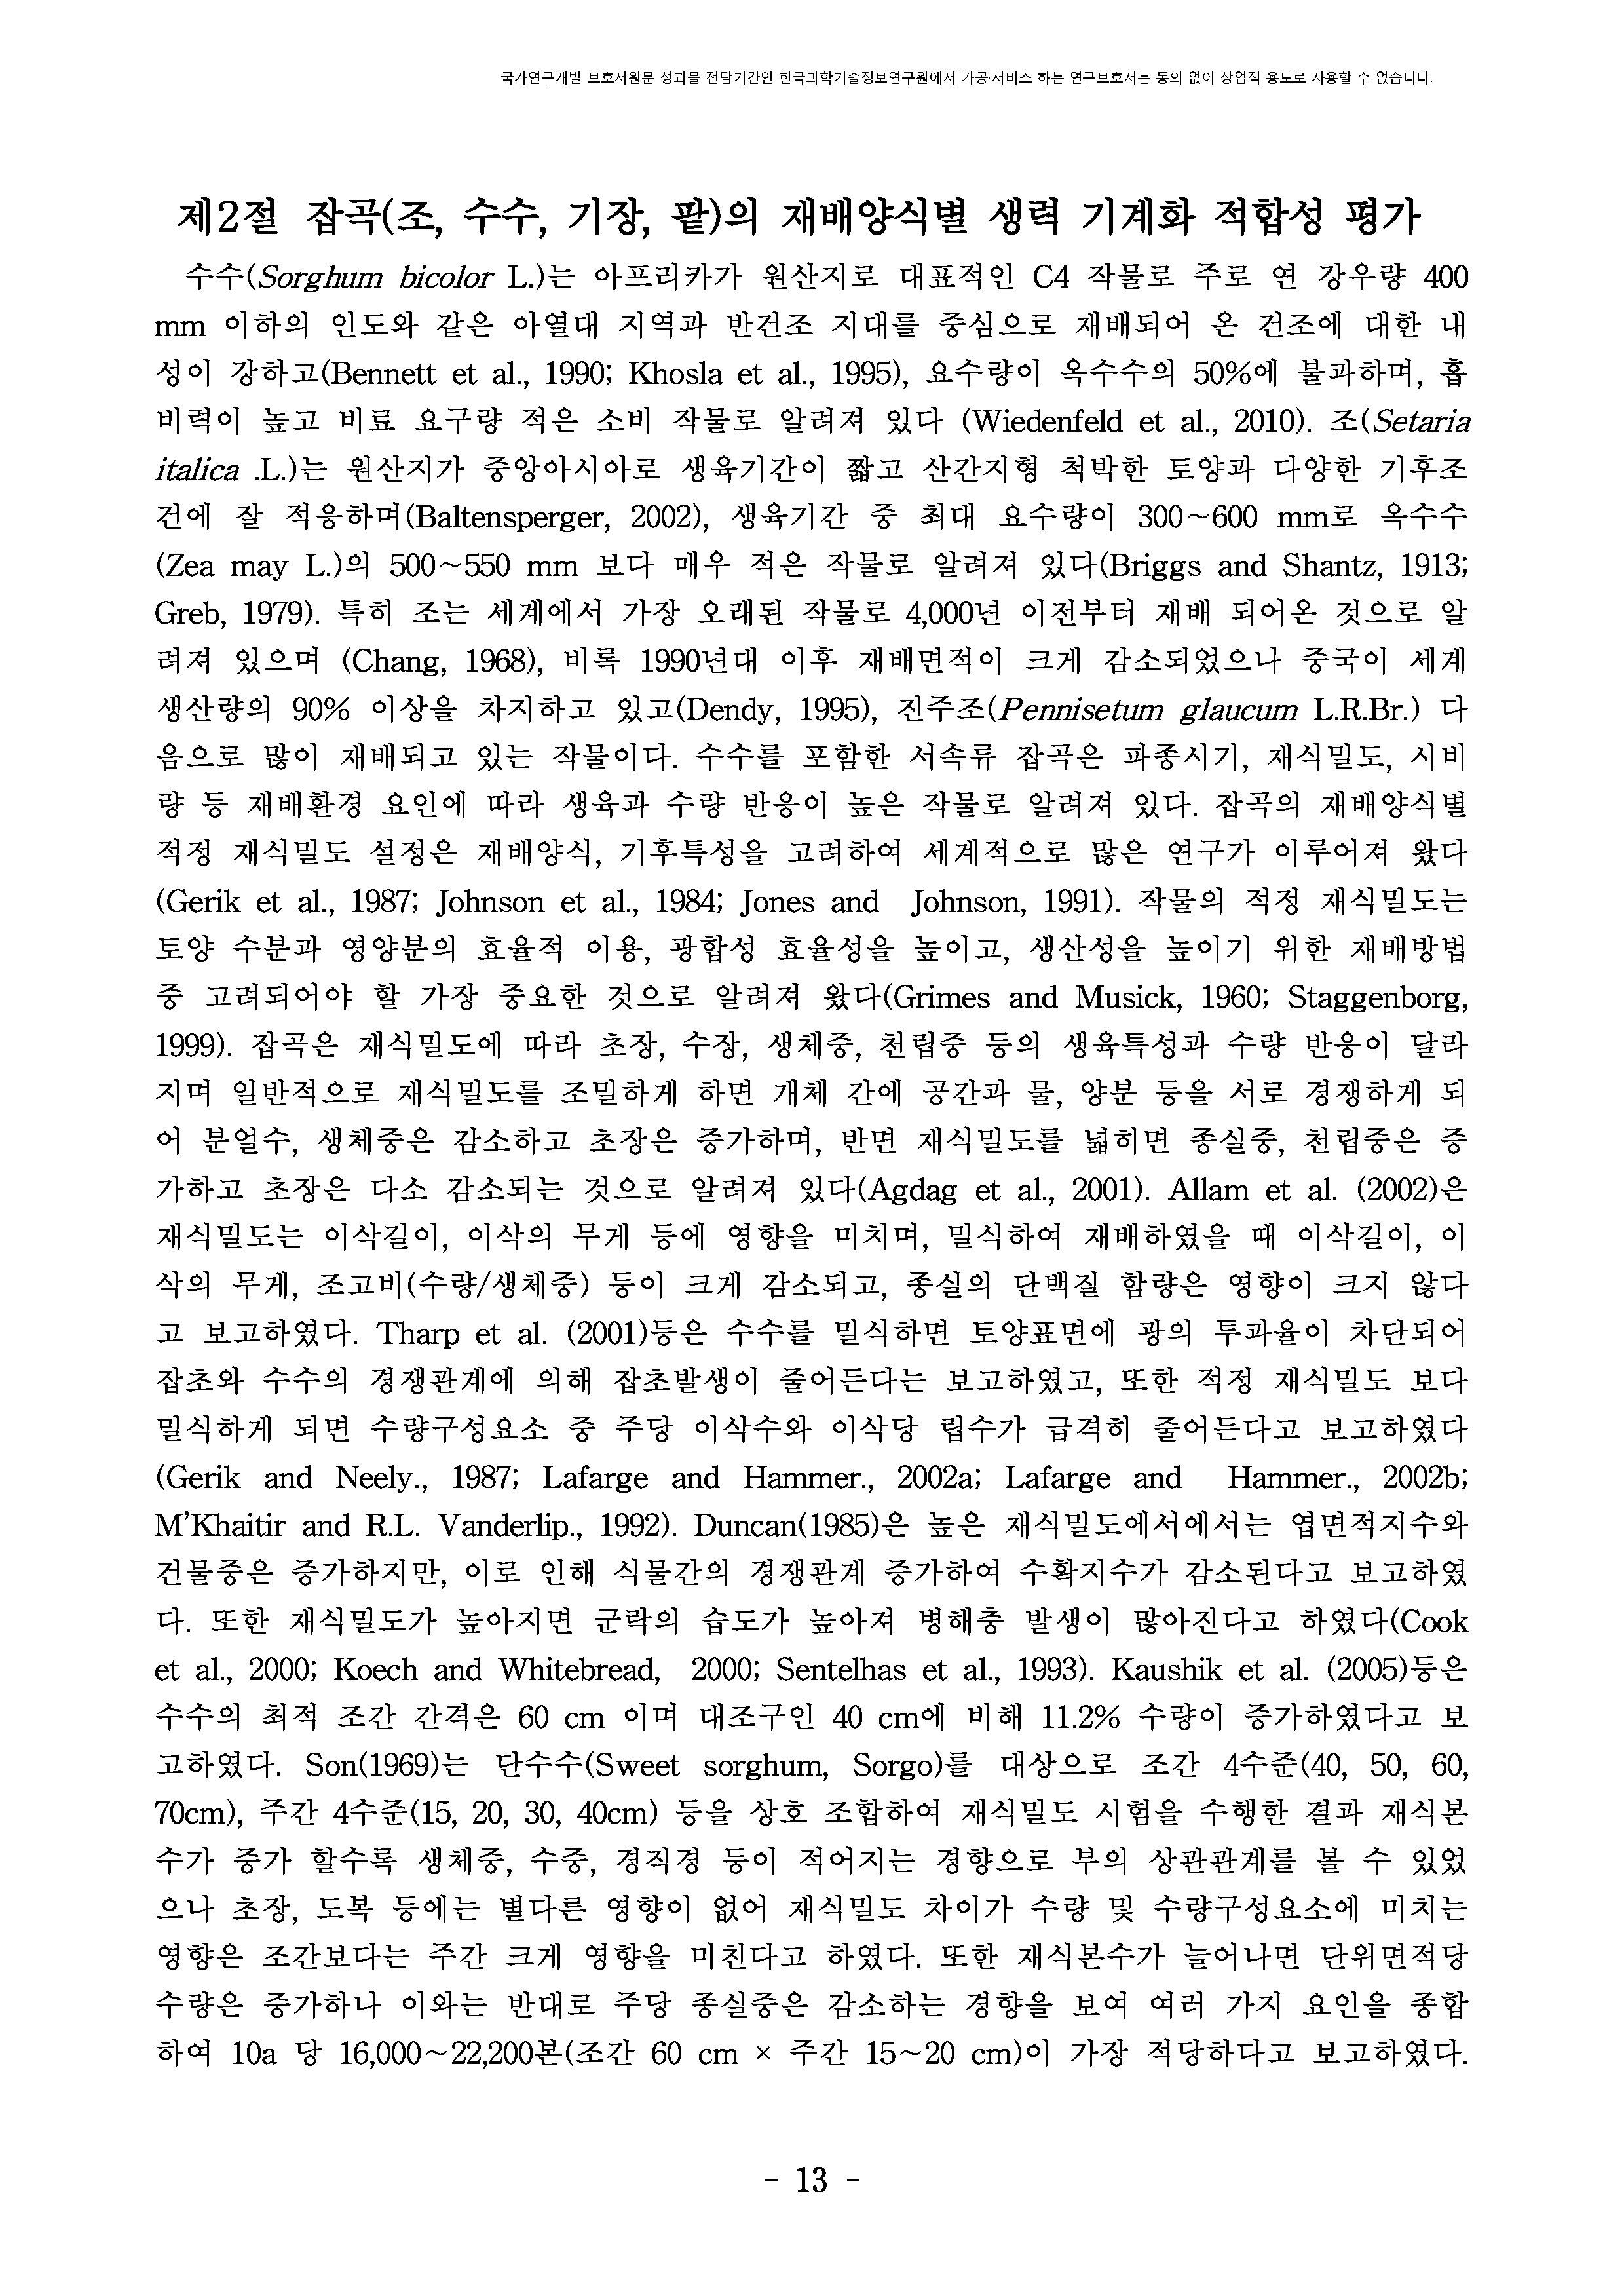 국가연구개발 보호서원문 성과물 전담기간인 한국과학기술정보연구원에서 가공·서비스 하는 연구보호서는 동의 없이 상업적 용도로 사용할 수 없습니다.
제2절 잡곡(조, 수수, 기장, 팥)의 재배양식별 생력 기계화 적합성 평가
수수(Sorghum bicolor L.)는 아프리카가 원산지로 대표적인 C4 작물로 주로 연 강우량 400
mm 이하의 인도와 같은 아열대 지역과 반건조 지대를 중심으로 재배되어 온 건조에 대한 내
성이 강하고(Bennett et al., 1990; Khosla et al., 1995), 요수량이 옥수수의 50%에 불과하며, 흡
비력이 높고 비료 요구량 적은 소비 작물로 알려져 있다 (Wiedenfeld et al., 2010). 조(Setaria
italica .L.)는 원산지가 중앙아시아로 생육기간이 짧고 산간지형 척박한 토양과 다양한 기후조
건에 잘 적응하며(Baltensperger, 2002), 생육기간 중 최대 요수량이 300~600 mm로 옥수수
(Zea may L.)의 500~550 mm 보다 매우 적은 작물로 알려져 있다(Briggs and Shantz, 1913;
Greb, 1979). 특히 조는 세계에서 가장 오래된 작물로 4,000년 이전부터 재배 되어온 것으로 알
려져 있으며 (Chang, 1968), 비록 1990년대 이후 재배면적이 크게 감소되었으나 중국이 세계
생산량의 90% 이상을 차지하고 있고(Dendy, 1995), 진주조(Pennisetum glaucum L.R.Br.) 다
음으로 많이 재배되고 있는 작물이다. 수수를 포함한 서속류 잡곡은 파종시기, 재식밀도, 시비
량 등 재배환경 요인에 따라 생육과 수량 반응이 높은 작물로 알려져 있다. 잡곡의 재배양식별
적정 재식밀도 설정은 재배양식, 기후특성을 고려하여 세계적으로 많은 연구가 이루어져 왔다
(Gerik et al., 1987; Johnson et al., 1984; Jones and Johnson, 1991). 작물의 적정 재식밀도는
토양 수분과 영양분의 효율적 이용, 광합성 효율성을 높이고, 생산성을 높이기 위한 재배방법
중 고려되어야 할 가장 중요한 것으로 알려져 왔다(Grimes and Musick, 1960; Staggenborg,
1999). 잡곡은 재식밀도에 따라 초장, 수장, 생체중, 천립중 등의 생육특성과 수량 반응이 달라
지며 일반적으로 재식밀도를 조밀하게 하면 개체 간에 공간과 물, 양분 등을 서로 경쟁하게 되
어 분얼수, 생체중은 감소하고 초장은 증가하며, 반면 재식밀도를 넓히면 종실중, 천립중은 증
가하고 초장은 다소 감소되는 것으로 알려져 있다(Agdag et al., 2001). Allam et al. (2002)은
재식밀도는 이삭길이, 이삭의 무게 등에 영향을 미치며, 밀식하여 재배하였을 때 이삭길이, 이
삭의 무게, 조고비(수량/생체중) 등이 크게 감소되고, 종실의 단백질 함량은 영향이 크지 않다
고 보고하였다. Tharp et al. (2001)등은 수수를 밀식하면 토양표면에 광의 투과율이 차단되어
잡초와 수수의 경쟁관계에 의해 잡초발생이 줄어든다는 보고하였고, 또한 적정 재식밀도 보다
밀식하게 되면 수량구성요소 중 주당 이삭수와 이삭당 립수가 급격히 줄어든다고 보고하였다
(Gerik and Neely., 1987; Lafarge and Hammer., 2002a; Lafarge and Hammer., 2002b;
M’Khaitir and R.L. Vanderlip., 1992). Duncan(1985)은 높은 재식밀도에서에서는 엽면적지수와
건물중은 증가하지만, 이로 인해 식물간의 경쟁관계 증가하여 수확지수가 감소된다고 보고하였
다. 또한 재식밀도가 높아지면 군락의 습도가 높아져 병해충 발생이 많아진다고 하였다(Cook
et al., 2000; Koech and Whitebread, 2000; Sentelhas et al., 1993). Kaushik et al. (2005)등은
수수의 최적 조간 간격은 60 cm 이며 대조구인 40 cm에 비해 11.2% 수량이 증가하였다고 보
고하였다. Son(1969)는 단수수(Sweet sorghum, Sorgo)를 대상으로 조간 4수준(40, 50, 60,
70cm), 주간 4수준(15, 20, 30, 40cm) 등을 상호 조합하여 재식밀도 시험을 수행한 결과 재식본
수가 증가 할수록 생체중, 수중, 경직경 등이 적어지는 경향으로 부의 상관관계를 볼 수 있었
으나 초장, 도복 등에는 별다른 영향이 없어 재식밀도 차이가 수량 및 수량구성요소에 미치는
영향은 조간보다는 주간 크게 영향을 미친다고 하였다. 또한 재식본수가 늘어나면 단위면적당
수량은 증가하나 이와는 반대로 주당 종실중은 감소하는 경향을 보여 여러 가지 요인을 종합
하여 10a 당 16,000~22,200본(조간 60 cm × 주간 15~20 cm)이 가장 적당하다고 보고하였다.
- 13 -